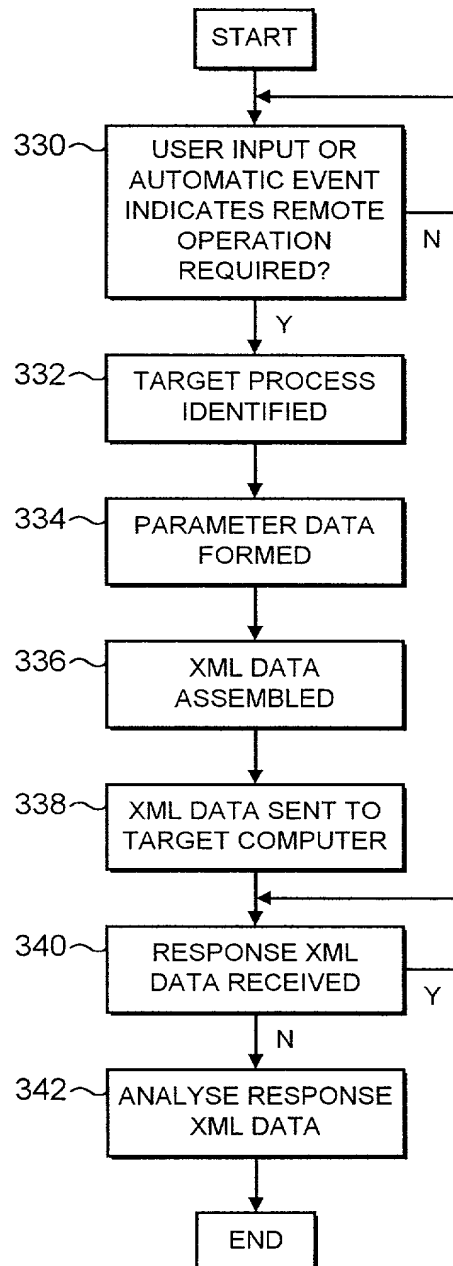 START
330
USER INPUT OR
AUTOMATIC EVENT
INDICATES REMOTE
OPERATION
REQUIRED?
N
Y
332
TARGET PROCESS
IDENTIFIED
334
PARAMETER DATA
FORMED
336
XML DATA
ASSEMBLED
338
XML DATA SENT TO
TARGET COMPUTER
340
RESPONSE XML
DATA RECEIVED
Y
N
342
ANALYSE RESPONSE
XML DATA
END